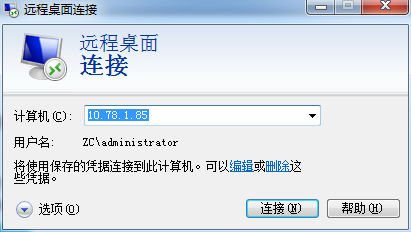 远程桌面连接
远程桌面
连接
计算机(C): 10.78.1.85
用户名: ZC\administrator
将使用保存的凭据连接到此计算机。可以编辑或删除这
些凭据。
选项(O) 连接(N) 帮助(H)